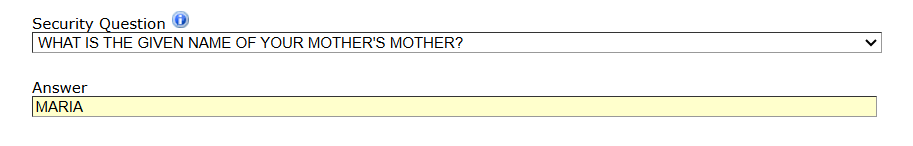 Security Question
WHAT IS THE GIVEN NAME OF YOUR MOTHER'S MOTHER?
Answer
MARIA